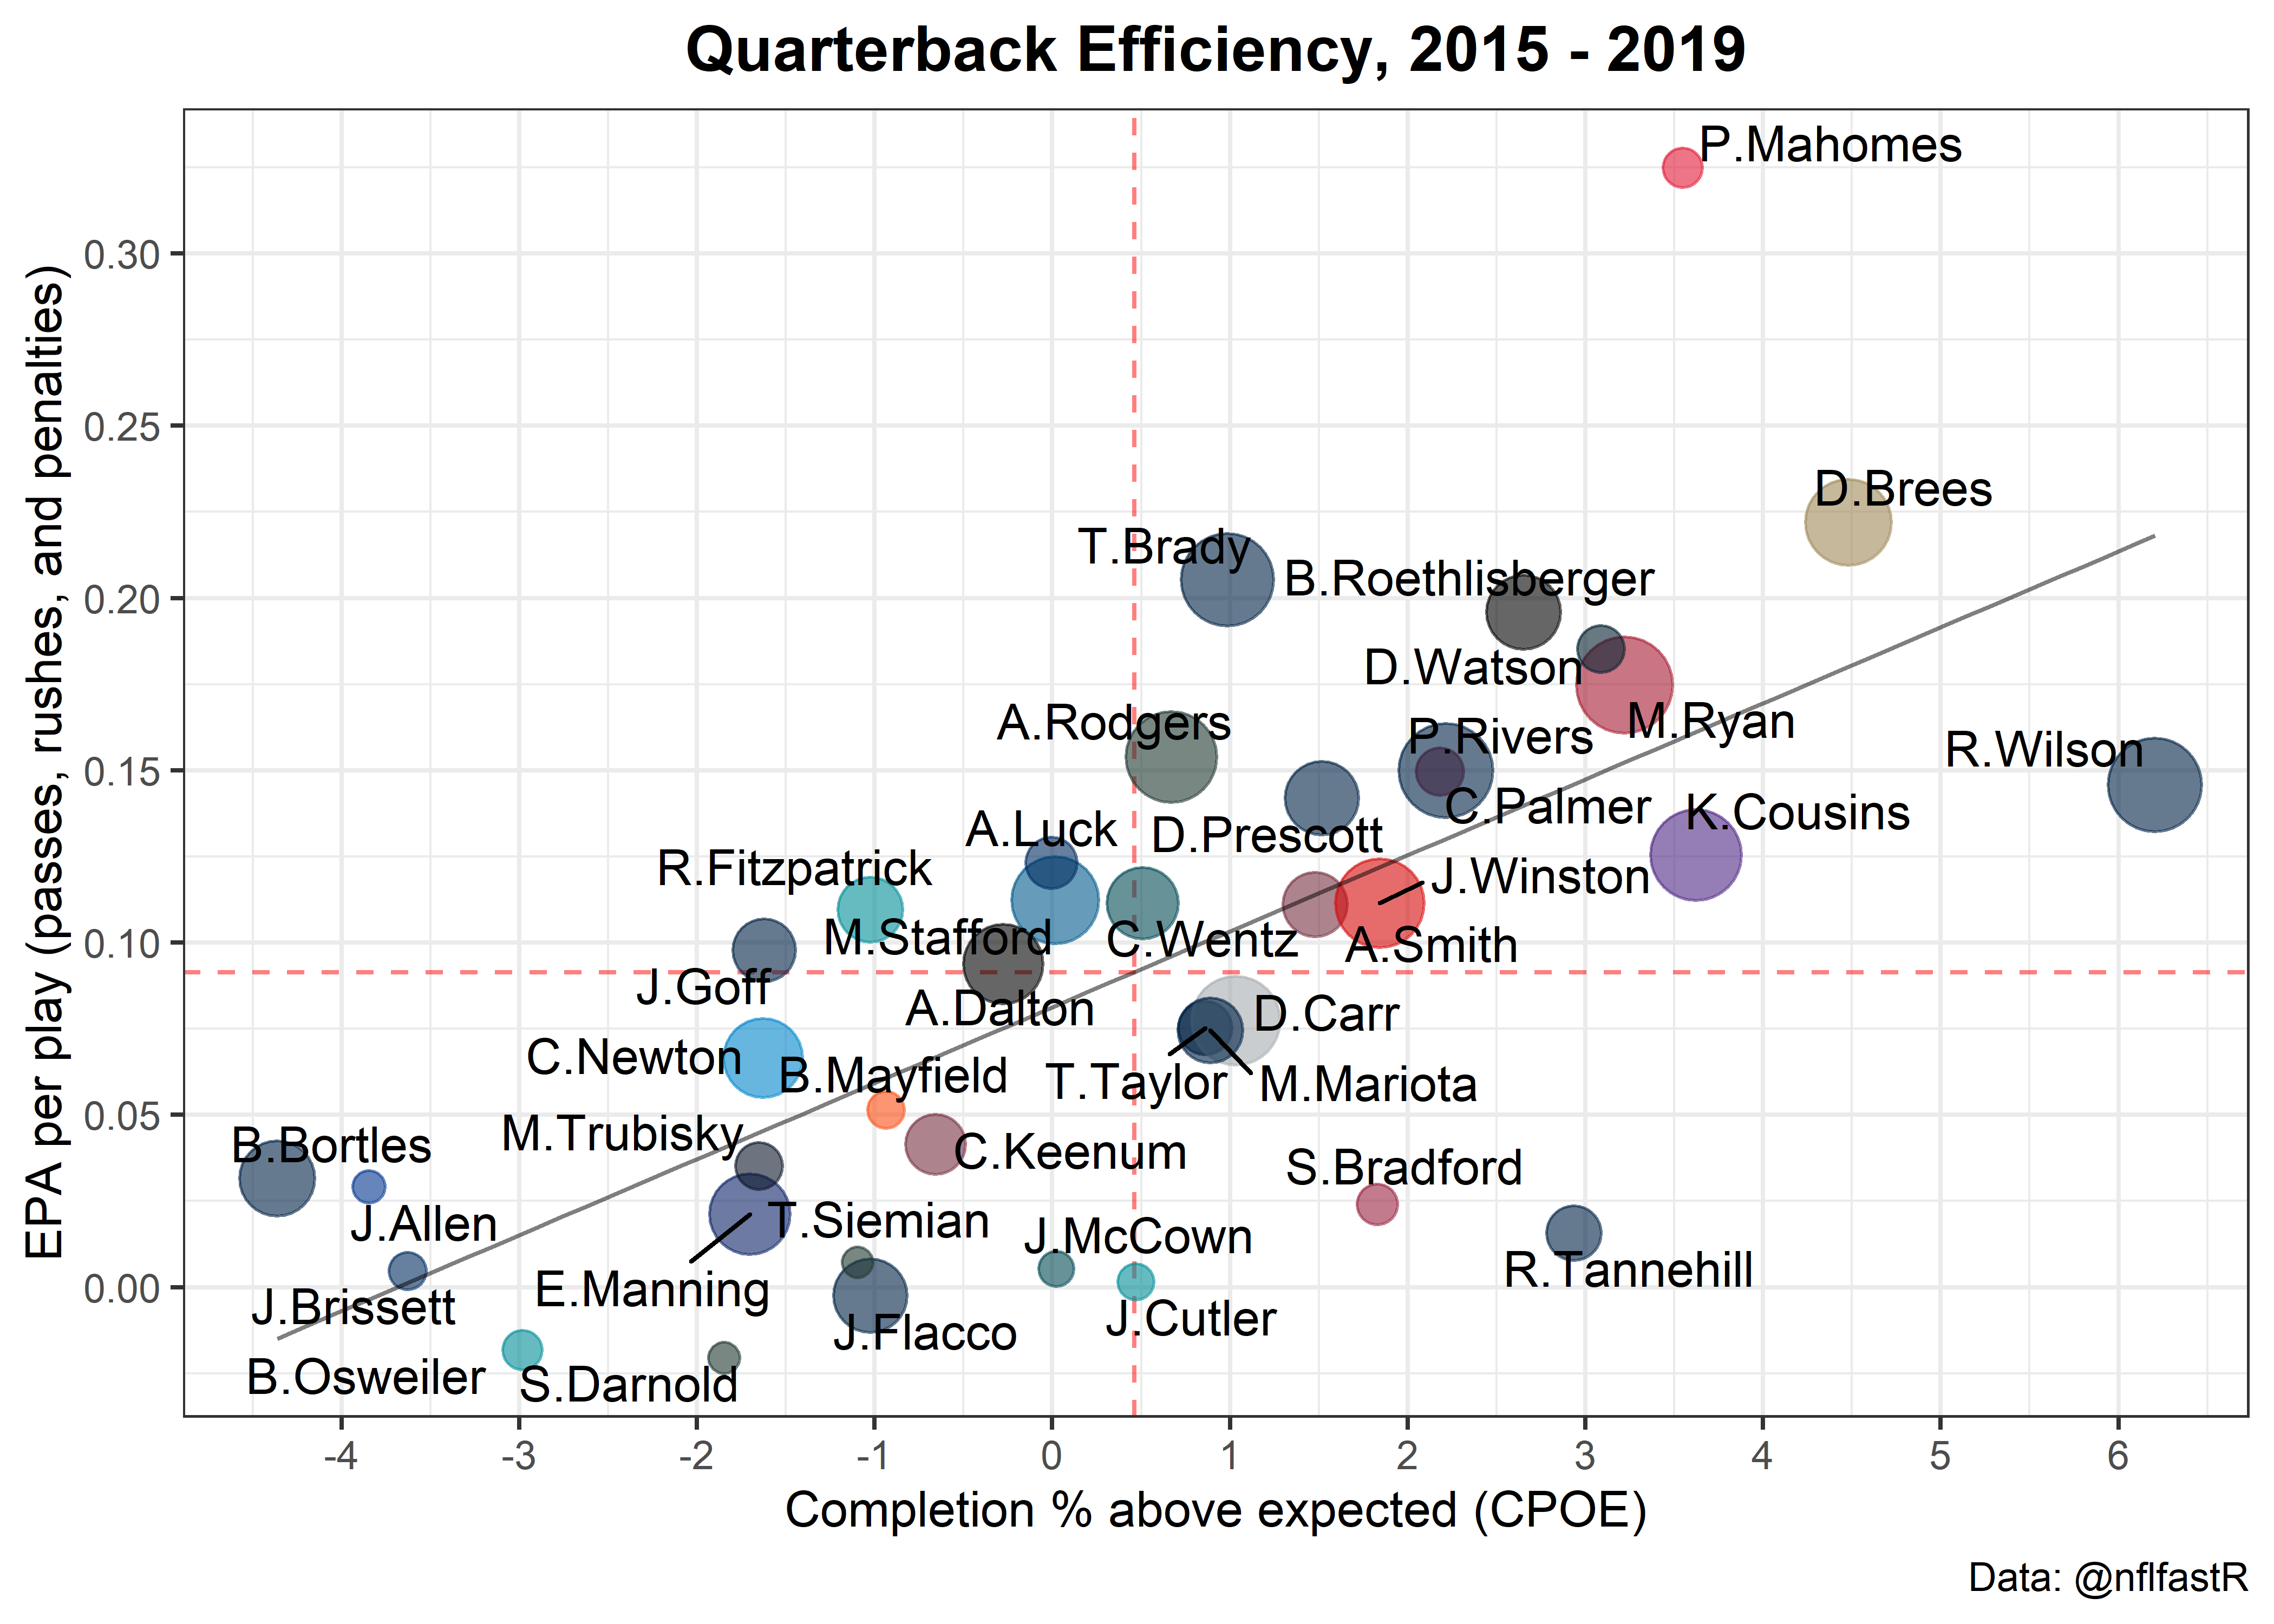 Quarterback Efficiency, 2015 - 2019
EPA per play (passes, rushes, and penalties)
0.30
0.25
0.20
0.15
0.10
0.05
0.00
P.Mahomes
D.Brees
T.Brady
B.Roethlisberger
D.Watson
A.Rodgers
M.Ryan
P.Rivers
R.Wilson
C.Palmer
K.Cousins
A.Luck
D.Prescott
R.Fitzpatrick
J.Winston
M.Stafford
C.Wentz
A.Smith
J.Goff
A.Dalton
D.Carr
C.Newton
B.Mayfield
T.Taylor
M.Mariota
M.Trubisky
B.Bortles
C.Keenum
S.Bradford
J.Allen
T.Siemian
J.McCown
R.Tannehill
E.Manning
J.Brissett
J.Cutler
J.Flacco
B.Osweiler
S.Darnold
-4
-3
-2
-1
0
1
2
3
4
5
6
Completion % above expected (CPOE)
Data: @nflfastR